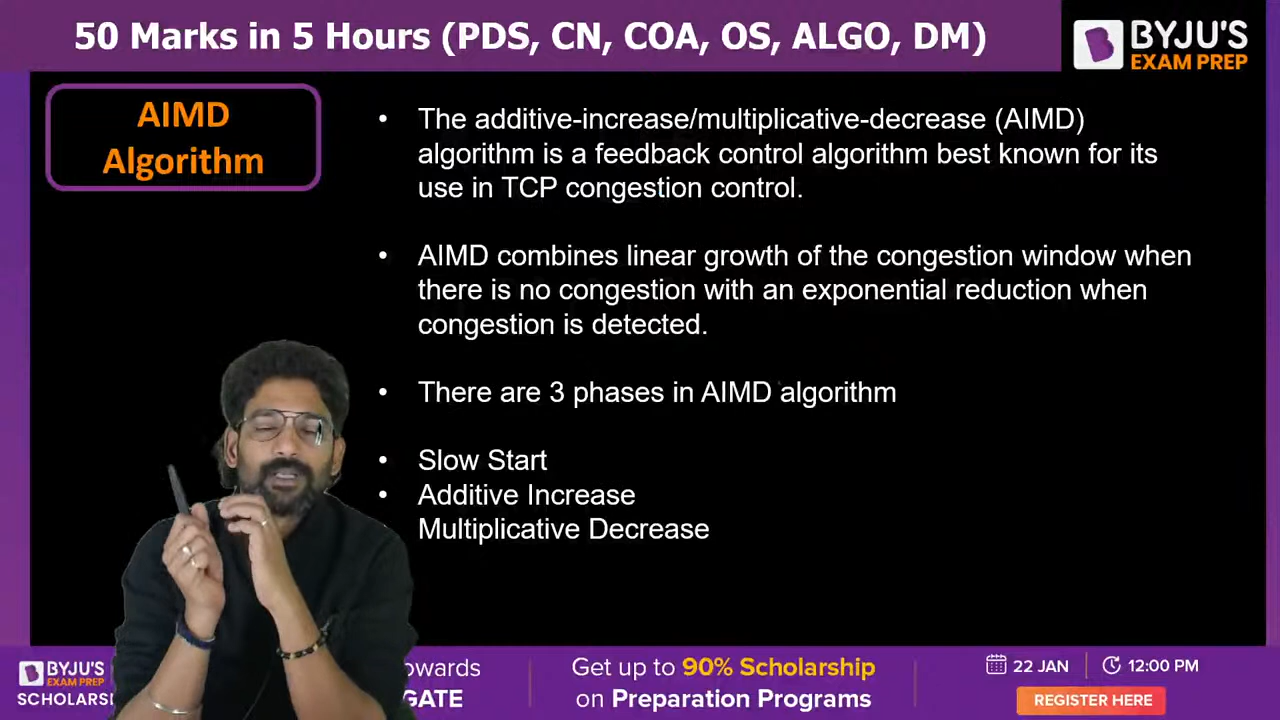 50 Marks in 5 Hours (PDS, CN, COA, OS, ALGO, DM)
BYJU'S
EXAM PREP
AIMD
Algorithm
• The additive-increase/multiplicative-decrease (AIMD)
algorithm is a feedback control algorithm best known for its
use in TCP congestion control.
• AIMD combines linear growth of the congestion window when
there is no congestion with an exponential reduction when
congestion is detected.
• There are 3 phases in AIMD algorithm
• Slow Start
• Additive Increase
Multiplicative Decrease
BYJU'S
EXAM PREP
GATE
Get up to 90% Scholarship
on Preparation Programs
22 JAN
12:00 PM
REGISTER HERE